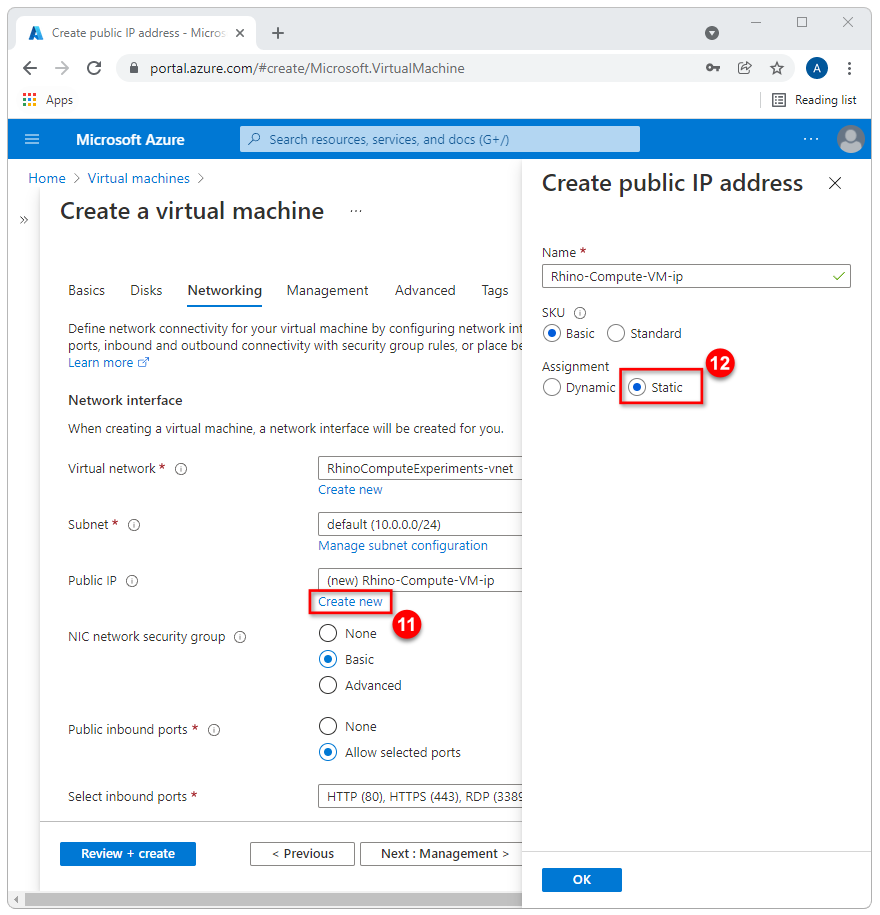 Create public IP address - Micros
portal.azure.com/#create/Microsoft.VirtualMachine
A
Apps
Reading list
Microsoft Azure
Search resources, services, and docs (G+/)
Home > Virtual machines >
Create a virtual machine ...
Basics Disks Networking Management Advanced Tags
Define network connectivity for your virtual machine by configuring network int
ports, inbound and outbound connectivity with security group rules, or place be
Learn more
Network interface
When creating a virtual machine, a network interface will be created for you.
Virtual network *
RhinoComputeExperiments-vnet
Create new
Subnet *
default (10.0.0.0/24)
Manage subnet configuration
Public IP
(new) Rhino-Compute-VM-ip
Create new
11
NIC network security group
None
Basic
Advanced
Public inbound ports *
None
Allow selected ports
Select inbound ports *
HTTP (80), HTTPS (443), RDP (3389
Review + create
< Previous
Next : Management >
Create public IP address
Name *
Rhino-Compute-VM-ip
SKU
Basic Standard
Assignment
Dynamic Static
12
OK